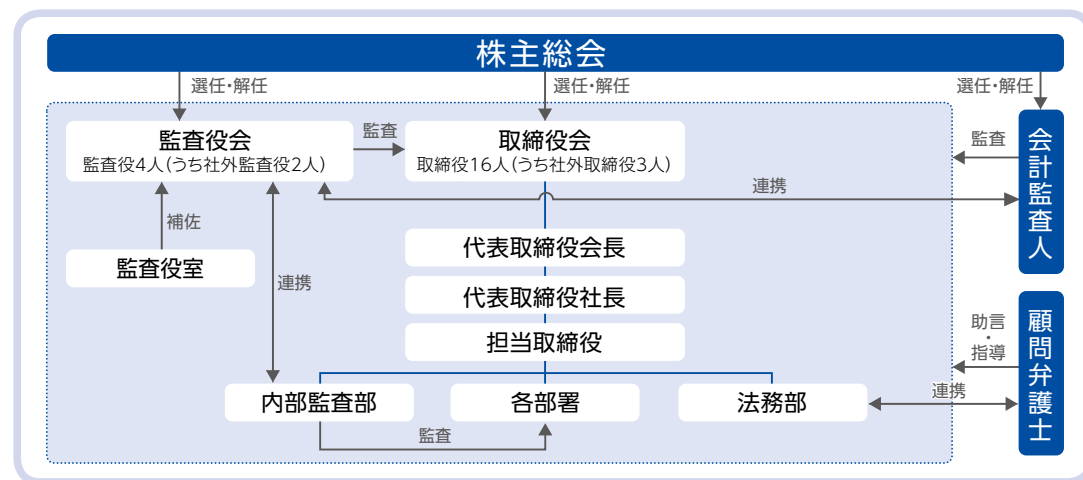 株主総会
選任・解任
選任・解任
選任・解任
監査役会
監査役4人(うち社外監査役2人)
監査
取締役会
取締役16人(うち社外取締役3人)
監査
会計監査人
連携
補佐
監査役室
連携
代表取締役会長
代表取締役社長
担当取締役
助言
・
指導
顧問弁護士
内部監査部
各部署
法務部
連携
監査